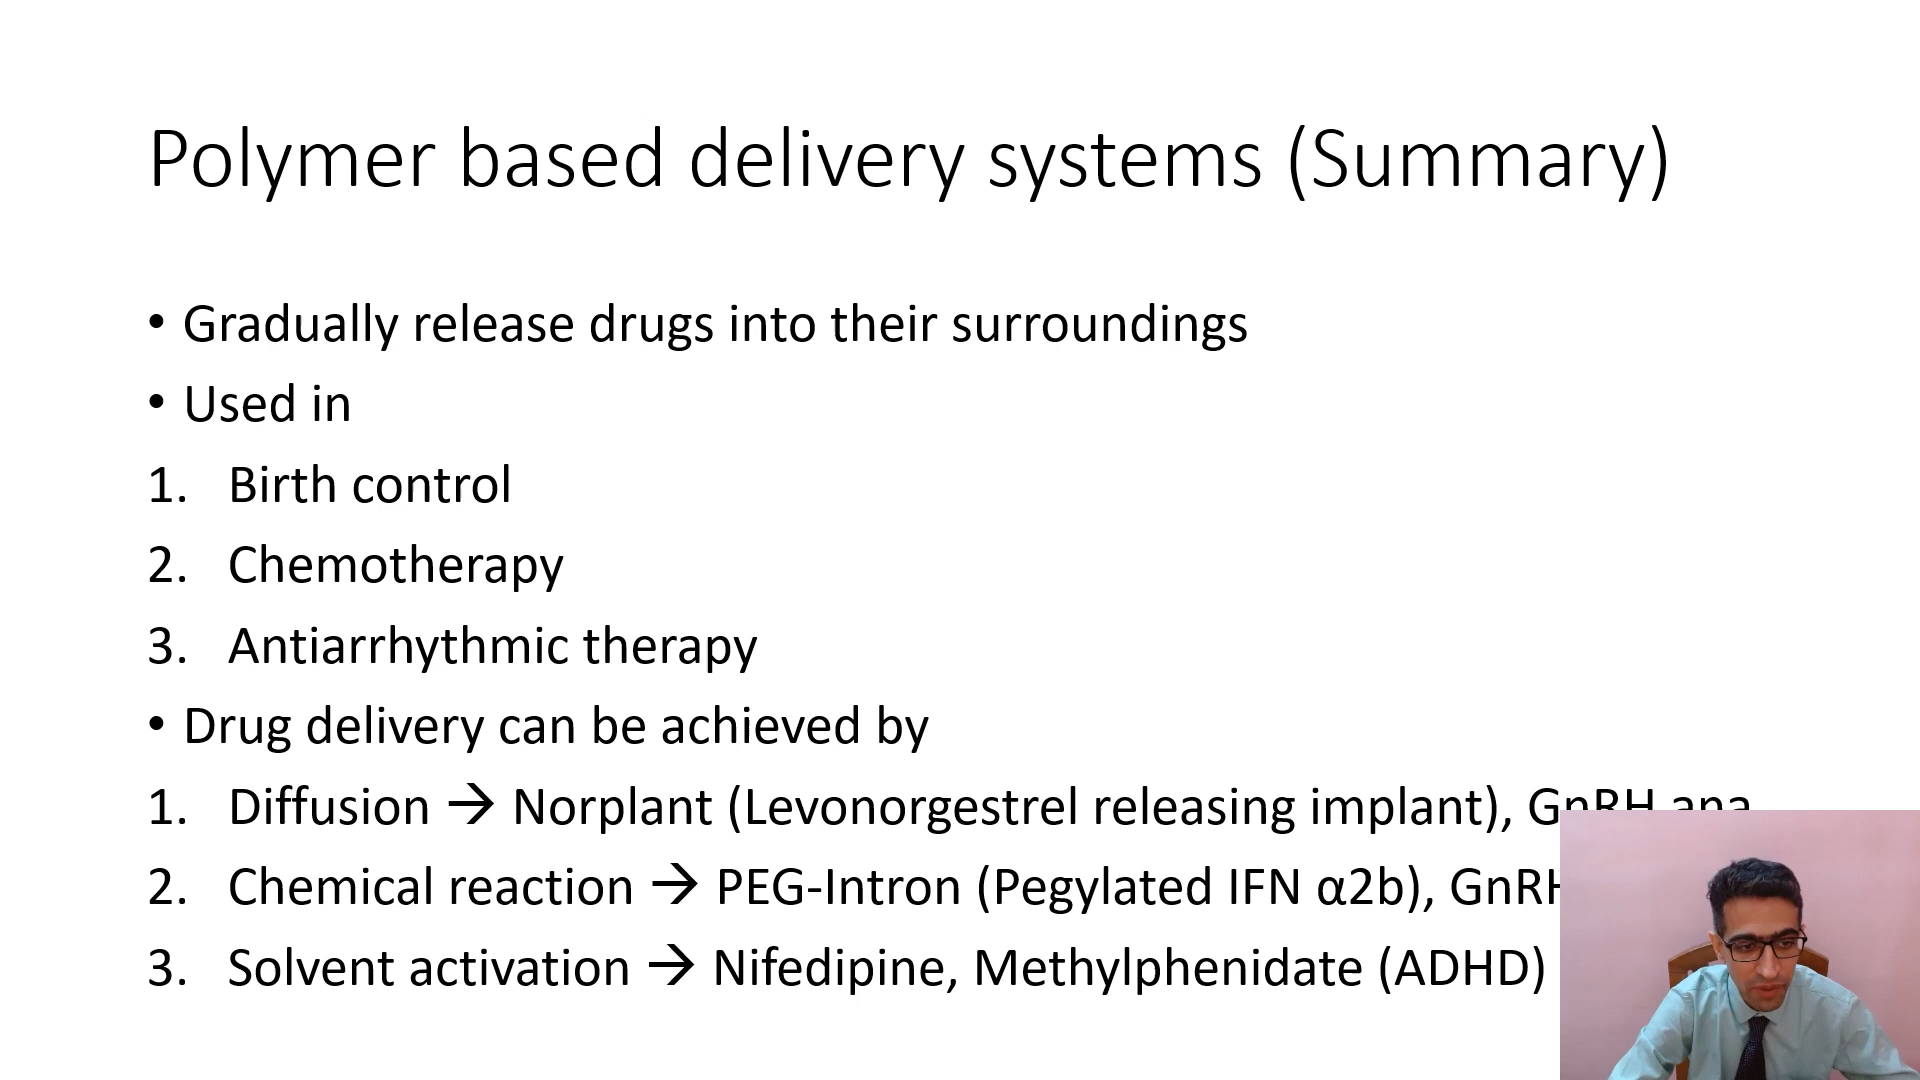 Polymer based delivery systems (Summary)
• Gradually release drugs into their surroundings
• Used in
1. Birth control
2. Chemotherapy
3. Antiarrhythmic therapy
• Drug delivery can be achieved by
1. Diffusion → Norplant (Levonorgestrel releasing implant), GnRH
2. Chemical reaction → PEG-Intron (Pegylated IFN α2b),
3. Solvent activation → Nifedipine, Methylphenidate (ADHD)